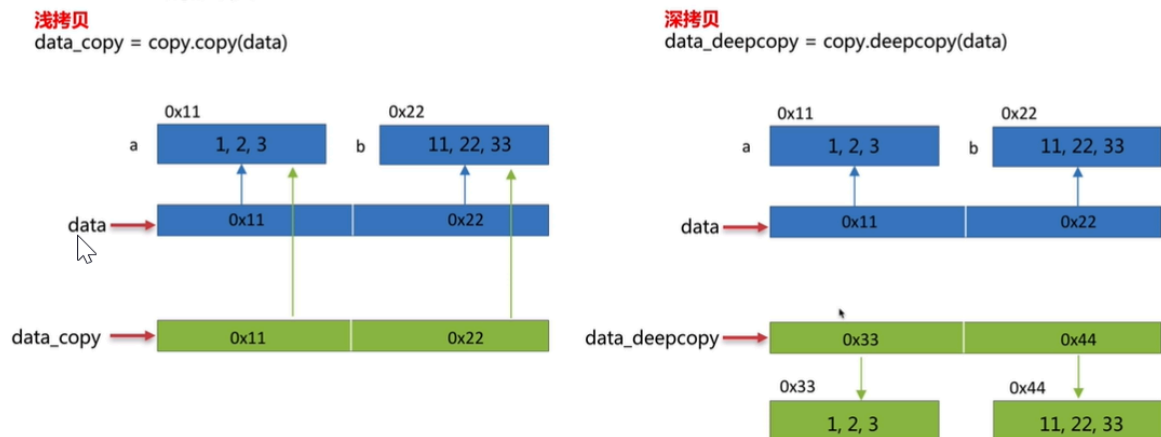 浅拷贝
data_copy = copy.copy(data)
0x11
0x22
a
1, 2, 3
b
11, 22, 33
data
0x11
0x22
data_copy
0x11
0x22
深拷贝
data_deepcopy = copy.deepcopy(data)
0x11
0x22
a
1, 2, 3
b
11, 22, 33
data
0x11
0x22
data_deepcopy
0x33
0x44
0x33
0x44
1, 2, 3
11, 22, 33